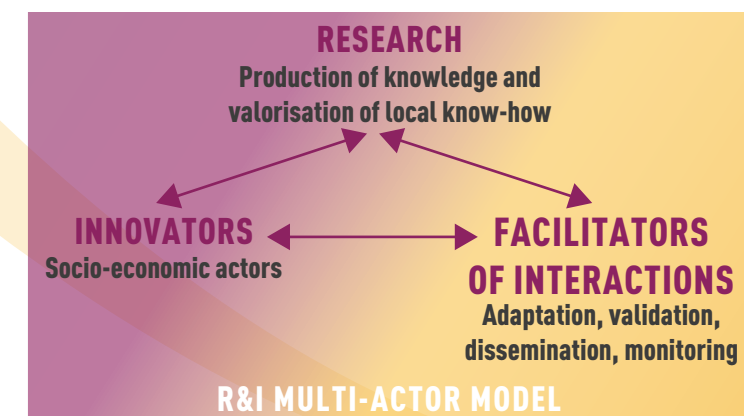 RESEARCH
Production of knowledge and
valorisation of local know-how
INNOVATORS
Socio-economic actors
FACILITATORS
OF INTERACTIONS
Adaptation, validation,
dissemination, monitoring
R&I MULTI-ACTOR MODEL